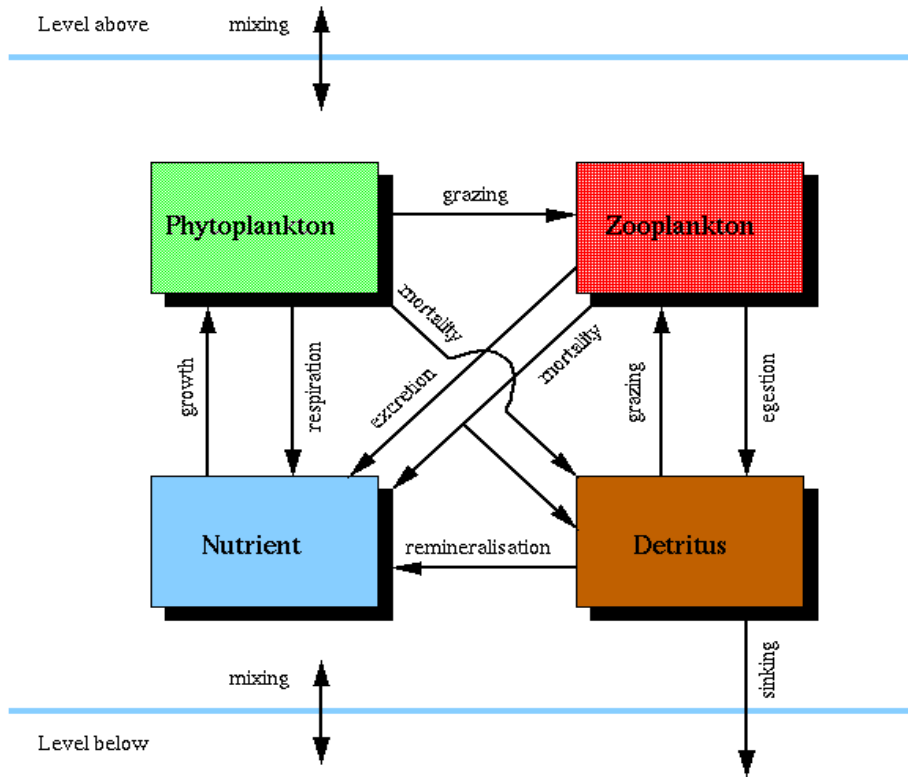 Level above
mixing
Phytoplankton
grazing
Zooplankton
mortality
mortality
excretion
growth
respiration
grazing
egestion
Nutrient
remineralisation
Detritus
mixing
sinking
Level below